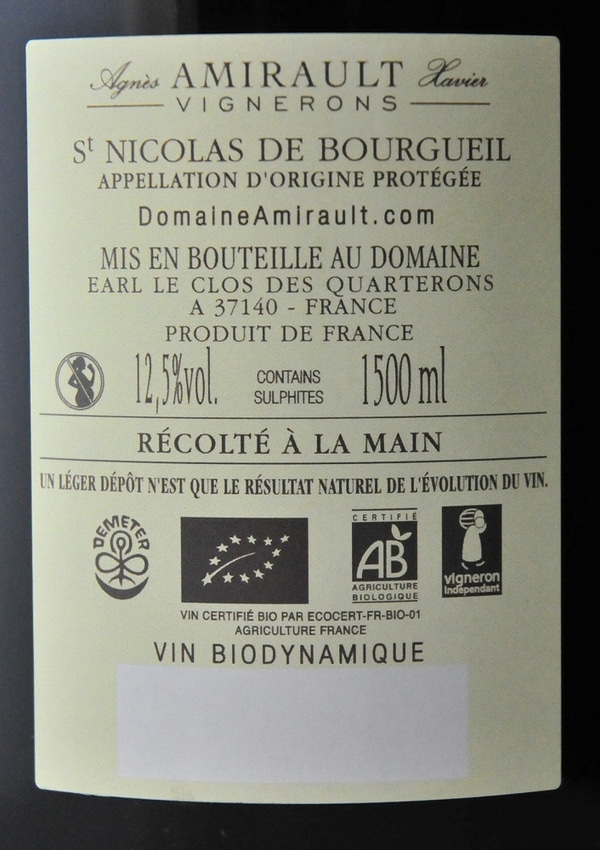 Agnès AMIRAULT Xavier
VIGNERONS
St NICOLAS DE BOURGUEIL
APPELLATION D'ORIGINE PROTÉGÉE
DomaineAmirault.com
MIS EN BOUTEILLE AU DOMAINE
EARL LE CLOS DES QUARTERONS
A 37140 - FRANCE
PRODUIT DE FRANCE
12,5%vol. CONTAINS SULPHITES 1500 ml
RÉCOLTÉ À LA MAIN
UN LÉGER DÉPÔT N'EST QUE LE RÉSULTAT NATUREL DE L'ÉVOLUTION DU VIN.
DEMETER
CERTIFIÉ
AB
AGRICULTURE
BIOLOGIQUE
vigneron
indépendant
VIN CERTIFIÉ BIO PAR ECOCERT-FR-BIO-01
AGRICULTURE FRANCE
VIN BIODYNAMIQUE